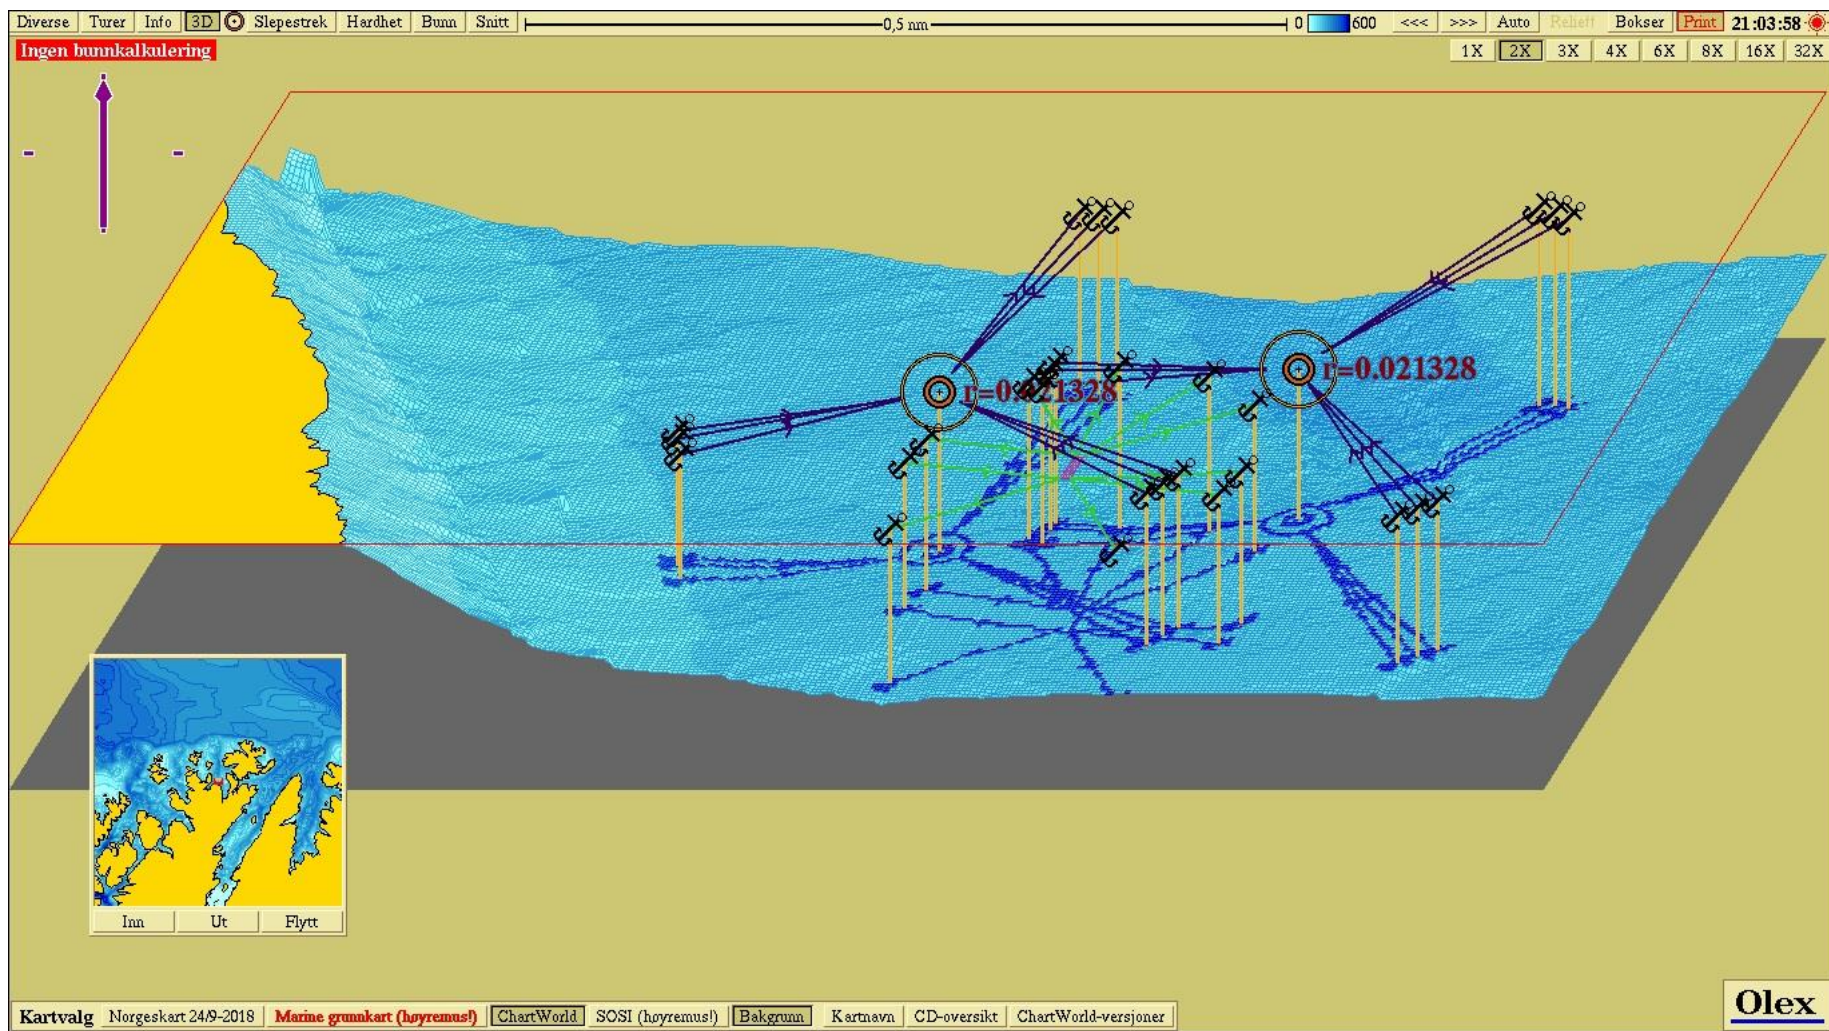 Diverse Turer Info 3D Slepestrek Hardhet Bunn Snitt 0,5 nm 0 600 <<< >>> Auto Relieff Bokser Print 21:03:58
Ingen bunnkalkulering 1X 2X 3X 4X 6X 8X 16X 32X
r=0.021328
r=0.021328
Inn Ut Flytt
Olex
Kartvalg Norgeskart 24/9-2018 Marine grunnkart (høyremus!) ChartWorld SOSI (høyremus!) Bakgrunn Kartnavn CD-oversikt ChartWorld-versjoner